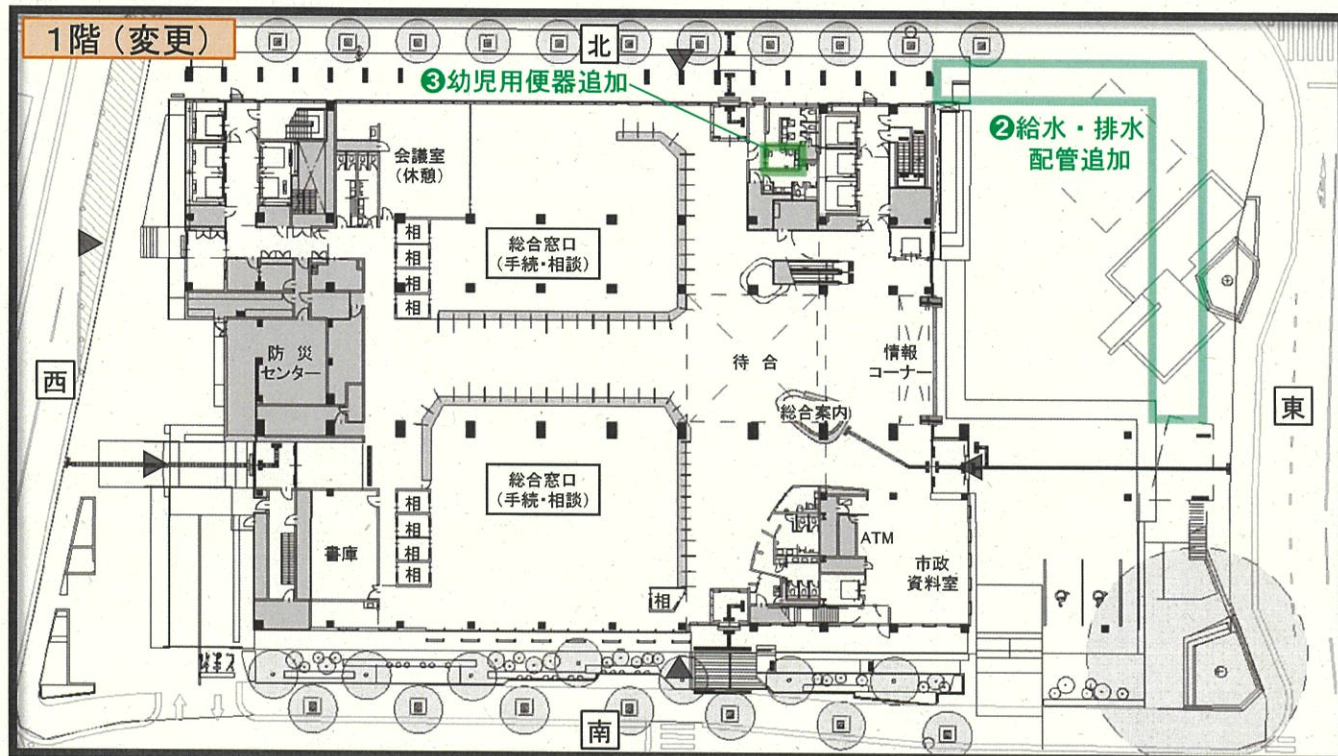 1階（変更）
北
❸幼児用便器追加
❷給水・排水
配管追加
会議室
(休憩)
相
相
相
相
総合窓口
(手続・相談)
防災
センター
西
待合
情報
コーナー
総合案内
東
総合窓口
(手続・相談)
相
相
相
相
書庫
ATM
市政
資料室
相
南